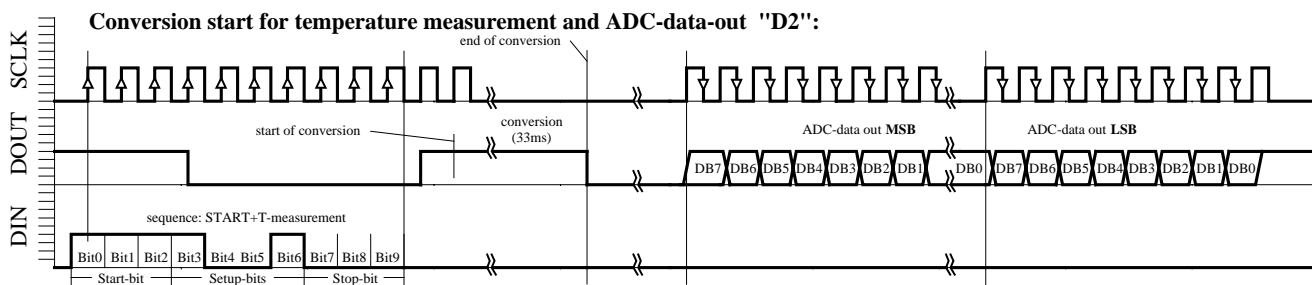 Conversion start for temperature measurement and ADC-data-out "D2":
end of conversion
SCLK
DOUT
start of conversion
conversion
(33ms)
ADC-data out MSB
ADC-data out LSB
DB7 DB6 DB5 DB4 DB3 DB2 DB1 DB0 DB7 DB6 DB5 DB4 DB3 DB2 DB1 DB0
DIN
sequence: START+T-measurement
Bit0 Bit1 Bit2 Bit3 Bit4 Bit5 Bit6 Bit7 Bit8 Bit9
Start-bit Setup-bits Stop-bit